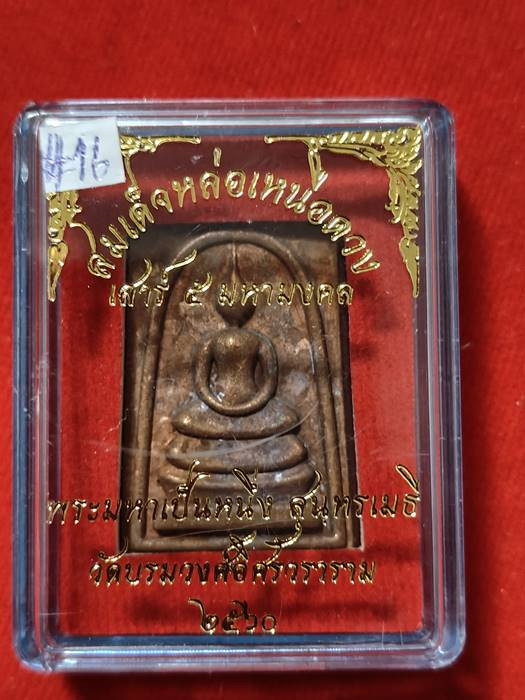 #16
สมเด็จหล่อเหนือดวง
เสาร์ ๕ มหามงคล
พระมหาเป็นหนึ่ง สุนฺทรเมธี
วัดบรมวงศ์อิศรวราราม
๒๕๖๐